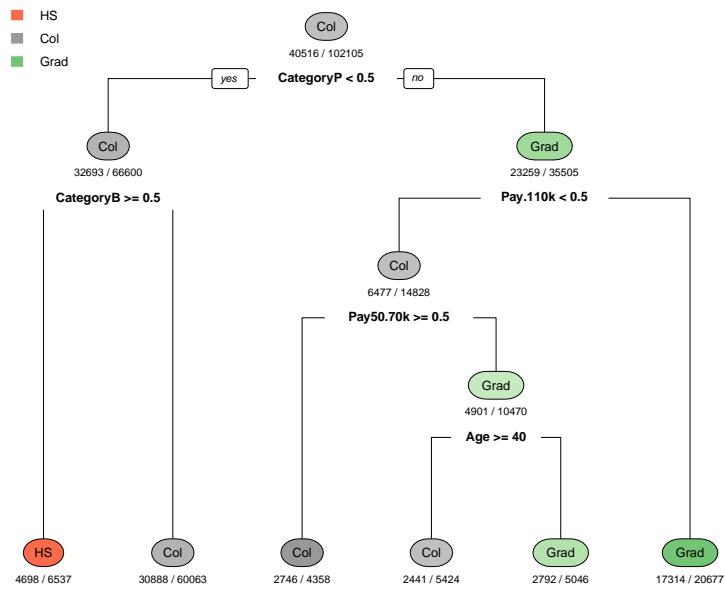 HS
Col
Grad
Col
40516 / 102105
yes
CategoryP < 0.5
no
Col
32693 / 66600
CategoryB >= 0.5
Grad
23259 / 35505
Pay.110k < 0.5
Col
6477 / 14828
Pay50.70k >= 0.5
Grad
4901 / 10470
Age >= 40
HS
4698 / 6537
Col
30888 / 60063
Col
2746 / 4358
Col
2441 / 5424
Grad
2792 / 5046
Grad
17314 / 20677